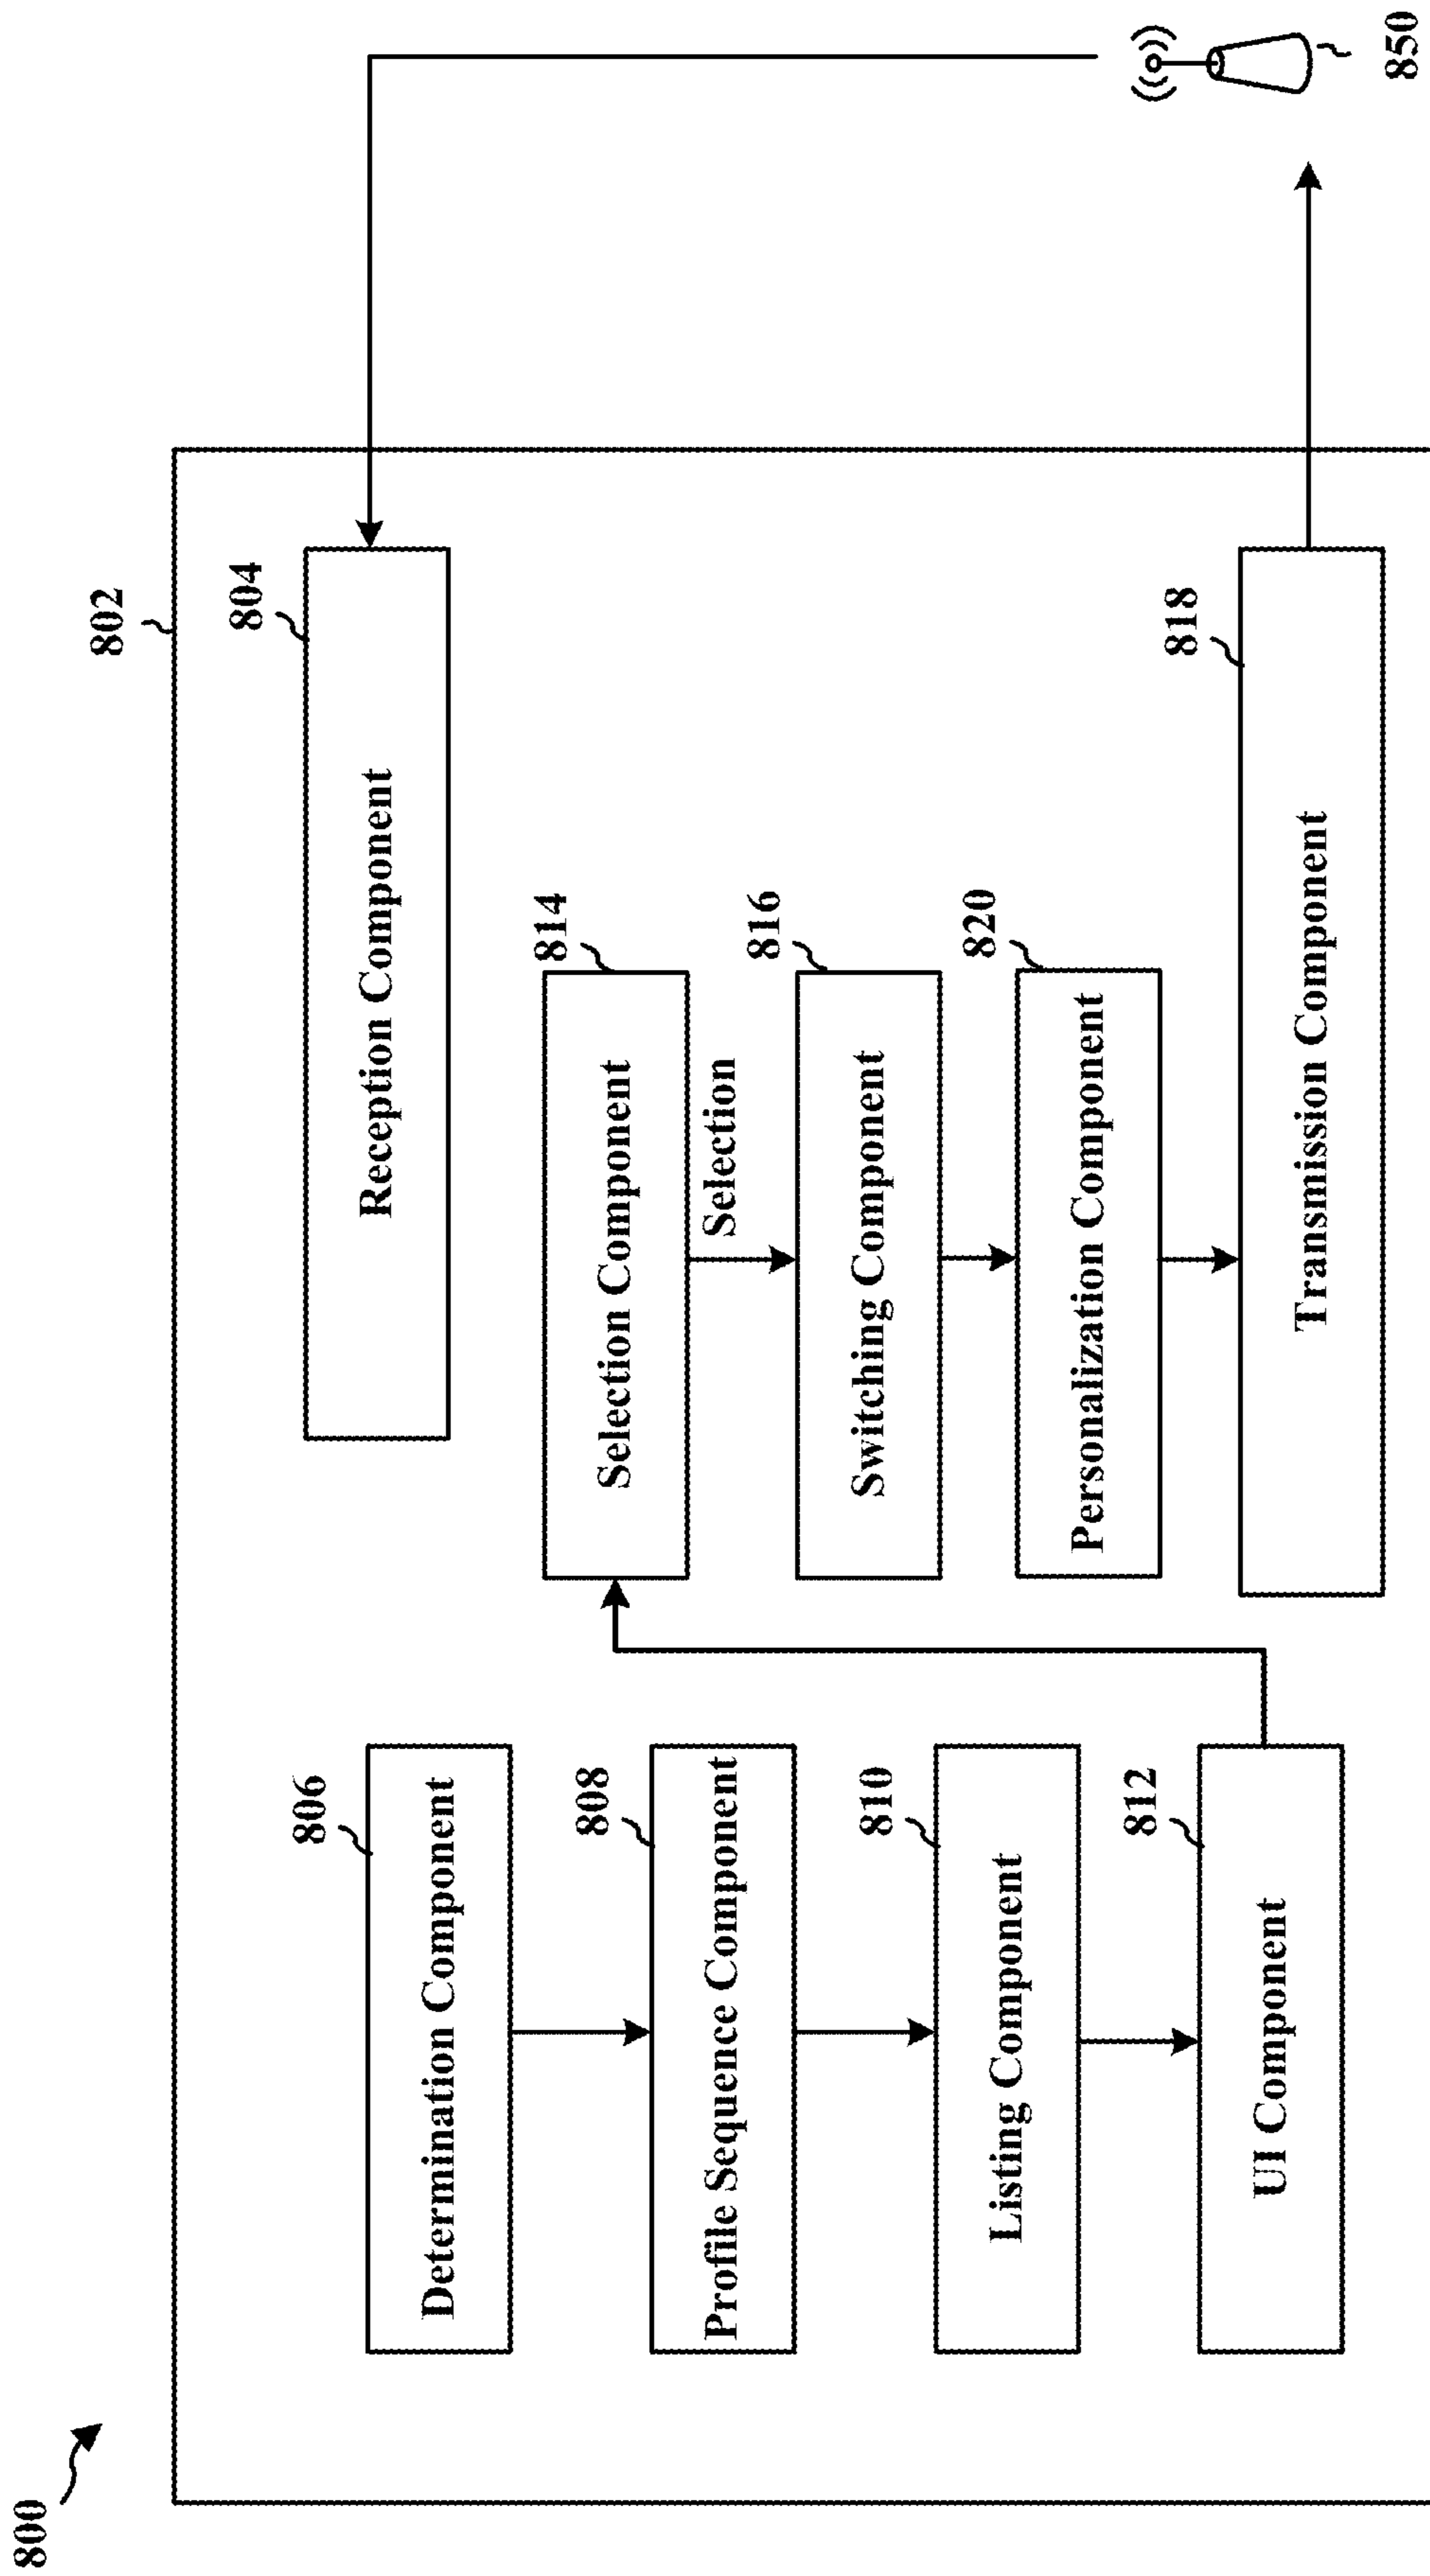 800
802
804
Reception Component
806
Determination Component
814
Selection Component
Selection
808
Profile Sequence Component
816
Switching Component
810
Listing Component
820
Personalization Component
812
UI Component
818
Transmission Component
850